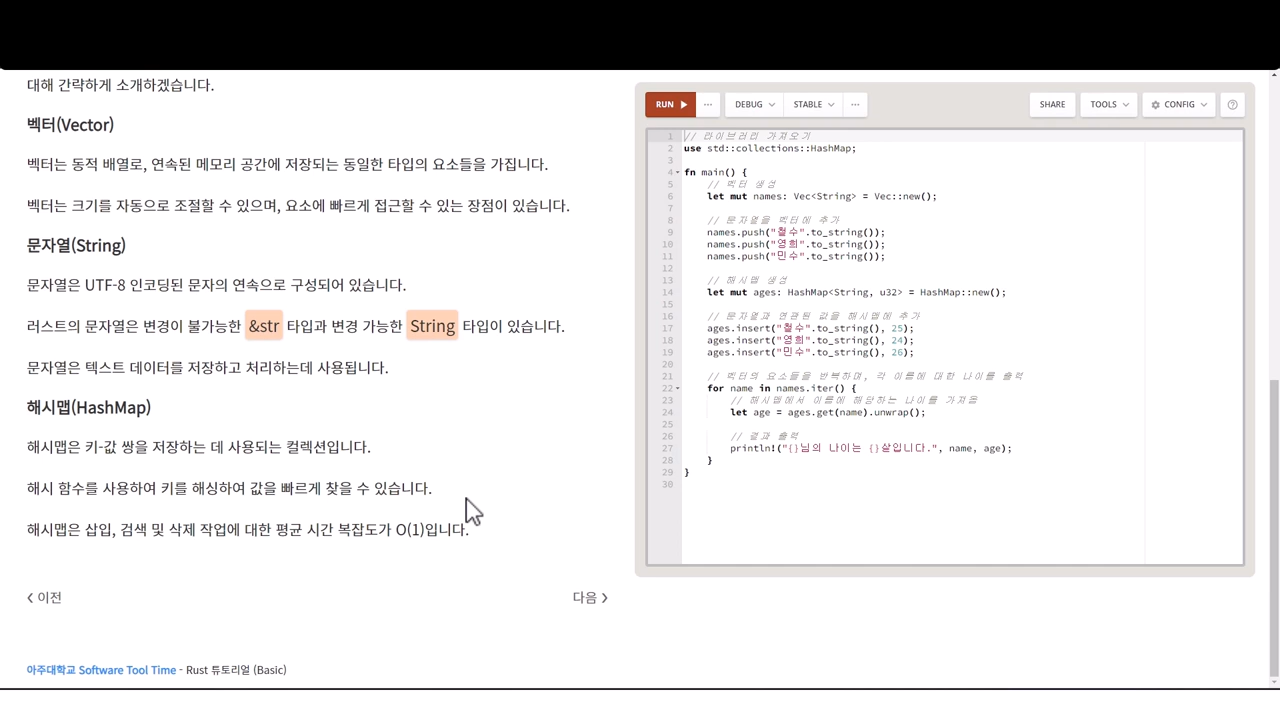 대해 간략하게 소개하겠습니다.
벡터(Vector)
벡터는 동적 배열로, 연속된 메모리 공간에 저장되는 동일한 타입의 요소들을 가집니다.
벡터는 크기를 자동으로 조절할 수 있으며, 요소에 빠르게 접근할 수 있는 장점이 있습니다.
문자열(String)
문자열은 UTF-8 인코딩된 문자의 연속으로 구성되어 있습니다.
러스트의 문자열은 변경이 불가능한 &str 타입과 변경 가능한 String 타입이 있습니다.
문자열은 텍스트 데이터를 저장하고 처리하는데 사용됩니다.
해시맵(HashMap)
해시맵은 키-값 쌍을 저장하는 데 사용되는 컬렉션입니다.
해시 함수를 사용하여 키를 해싱하여 값을 빠르게 찾을 수 있습니다.
해시맵은 삽입, 검색 및 삭제 작업에 대한 평균 시간 복잡도가 O(1)입니다.
이전
다음
아주대학교 Software Tool Time - Rust 튜토리얼 (Basic)
RUN ... DEBUG STABLE ... SHARE TOOLS CONFIG
1 // 라이브러리 가져오기
2 use std::collections::HashMap;
3
4 fn main() {
5 // 벡터 생성
6 let mut names: Vec<String> = Vec::new();
7
8 // 문자열을 벡터에 추가
9 names.push("철수".to_string());
10 names.push("영희".to_string());
11 names.push("민수".to_string());
12
13 // 해시맵 생성
14 let mut ages: HashMap<String, u32> = HashMap::new();
15
16 // 문자열과 연관된 값을 해시맵에 추가
17 ages.insert("철수".to_string(), 25);
18 ages.insert("영희".to_string(), 24);
19 ages.insert("민수".to_string(), 26);
20
21 // 벡터의 요소들을 반복하며, 각 이름에 대한 나이를 출력
22 for name in names.iter() {
23 // 해시맵에서 이름에 해당하는 나이를 가져옴
24 let age = ages.get(name).unwrap();
25
26 // 결과 출력
27 println!("{}님의 나이는 {}살입니다.", name, age);
28 }
29 }
30